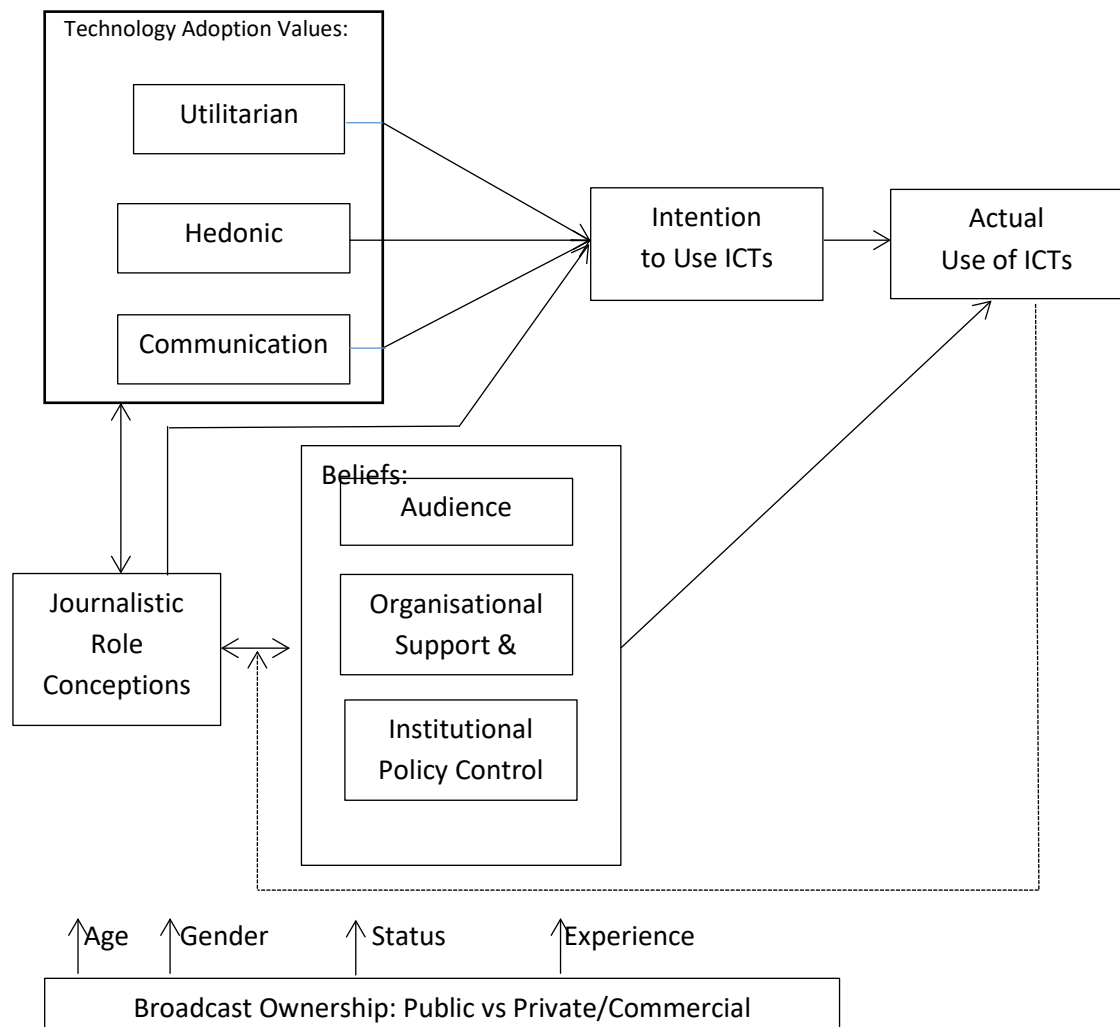 Technology Adoption Values:
Utilitarian
Hedonic
Communication
Intention
to Use ICTs
Actual
Use of ICTs
Beliefs:
Audience
Organisational
Support &
Institutional
Policy Control
Journalistic
Role
Conceptions
Age Gender Status Experience
Broadcast Ownership: Public vs Private/Commercial